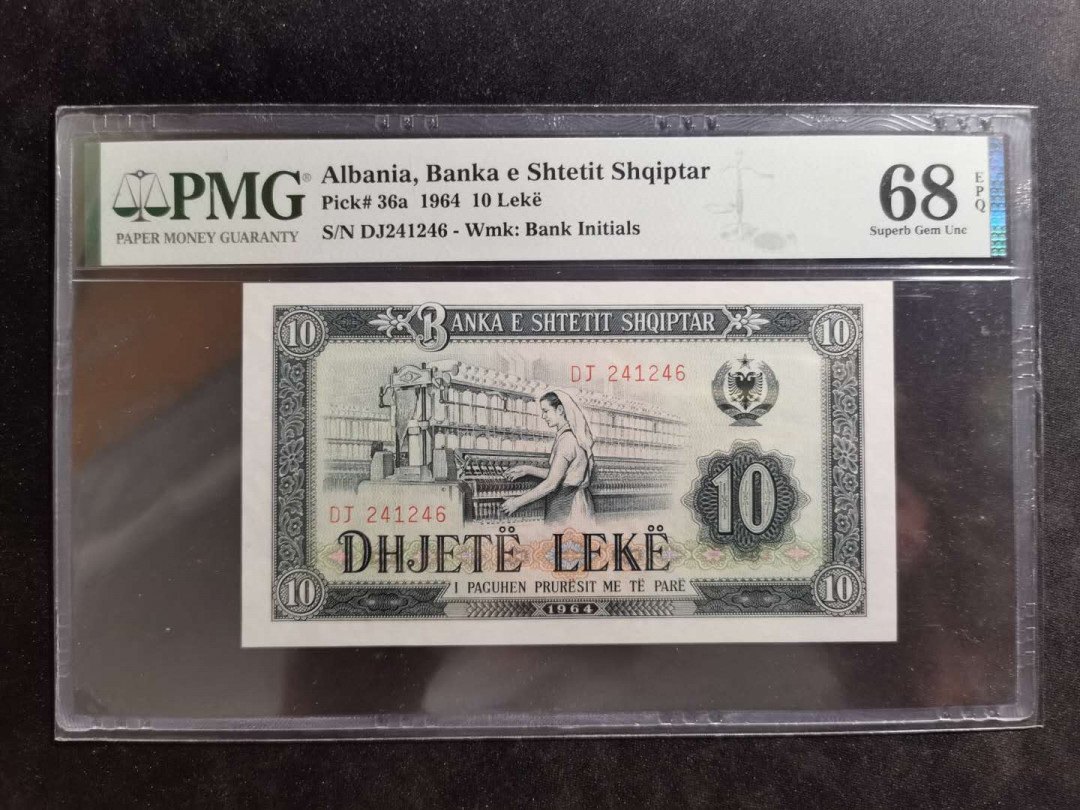 PMG®
PAPER MONEY GUARANTY
Albania, Banka e Shtetit Shqiptar
Pick# 36a 1964 10 Lekë
S/N DJ241246 - Wmk: Bank Initials
68 EPQ
Superb Gem Unc
10 BANKA E SHTETIT SHQIPTAR 10
DJ 241246
10
DJ 241246
DHJETË LEKË
10 I PAGUHEN PRURËSIT ME TË PARË 10
1964